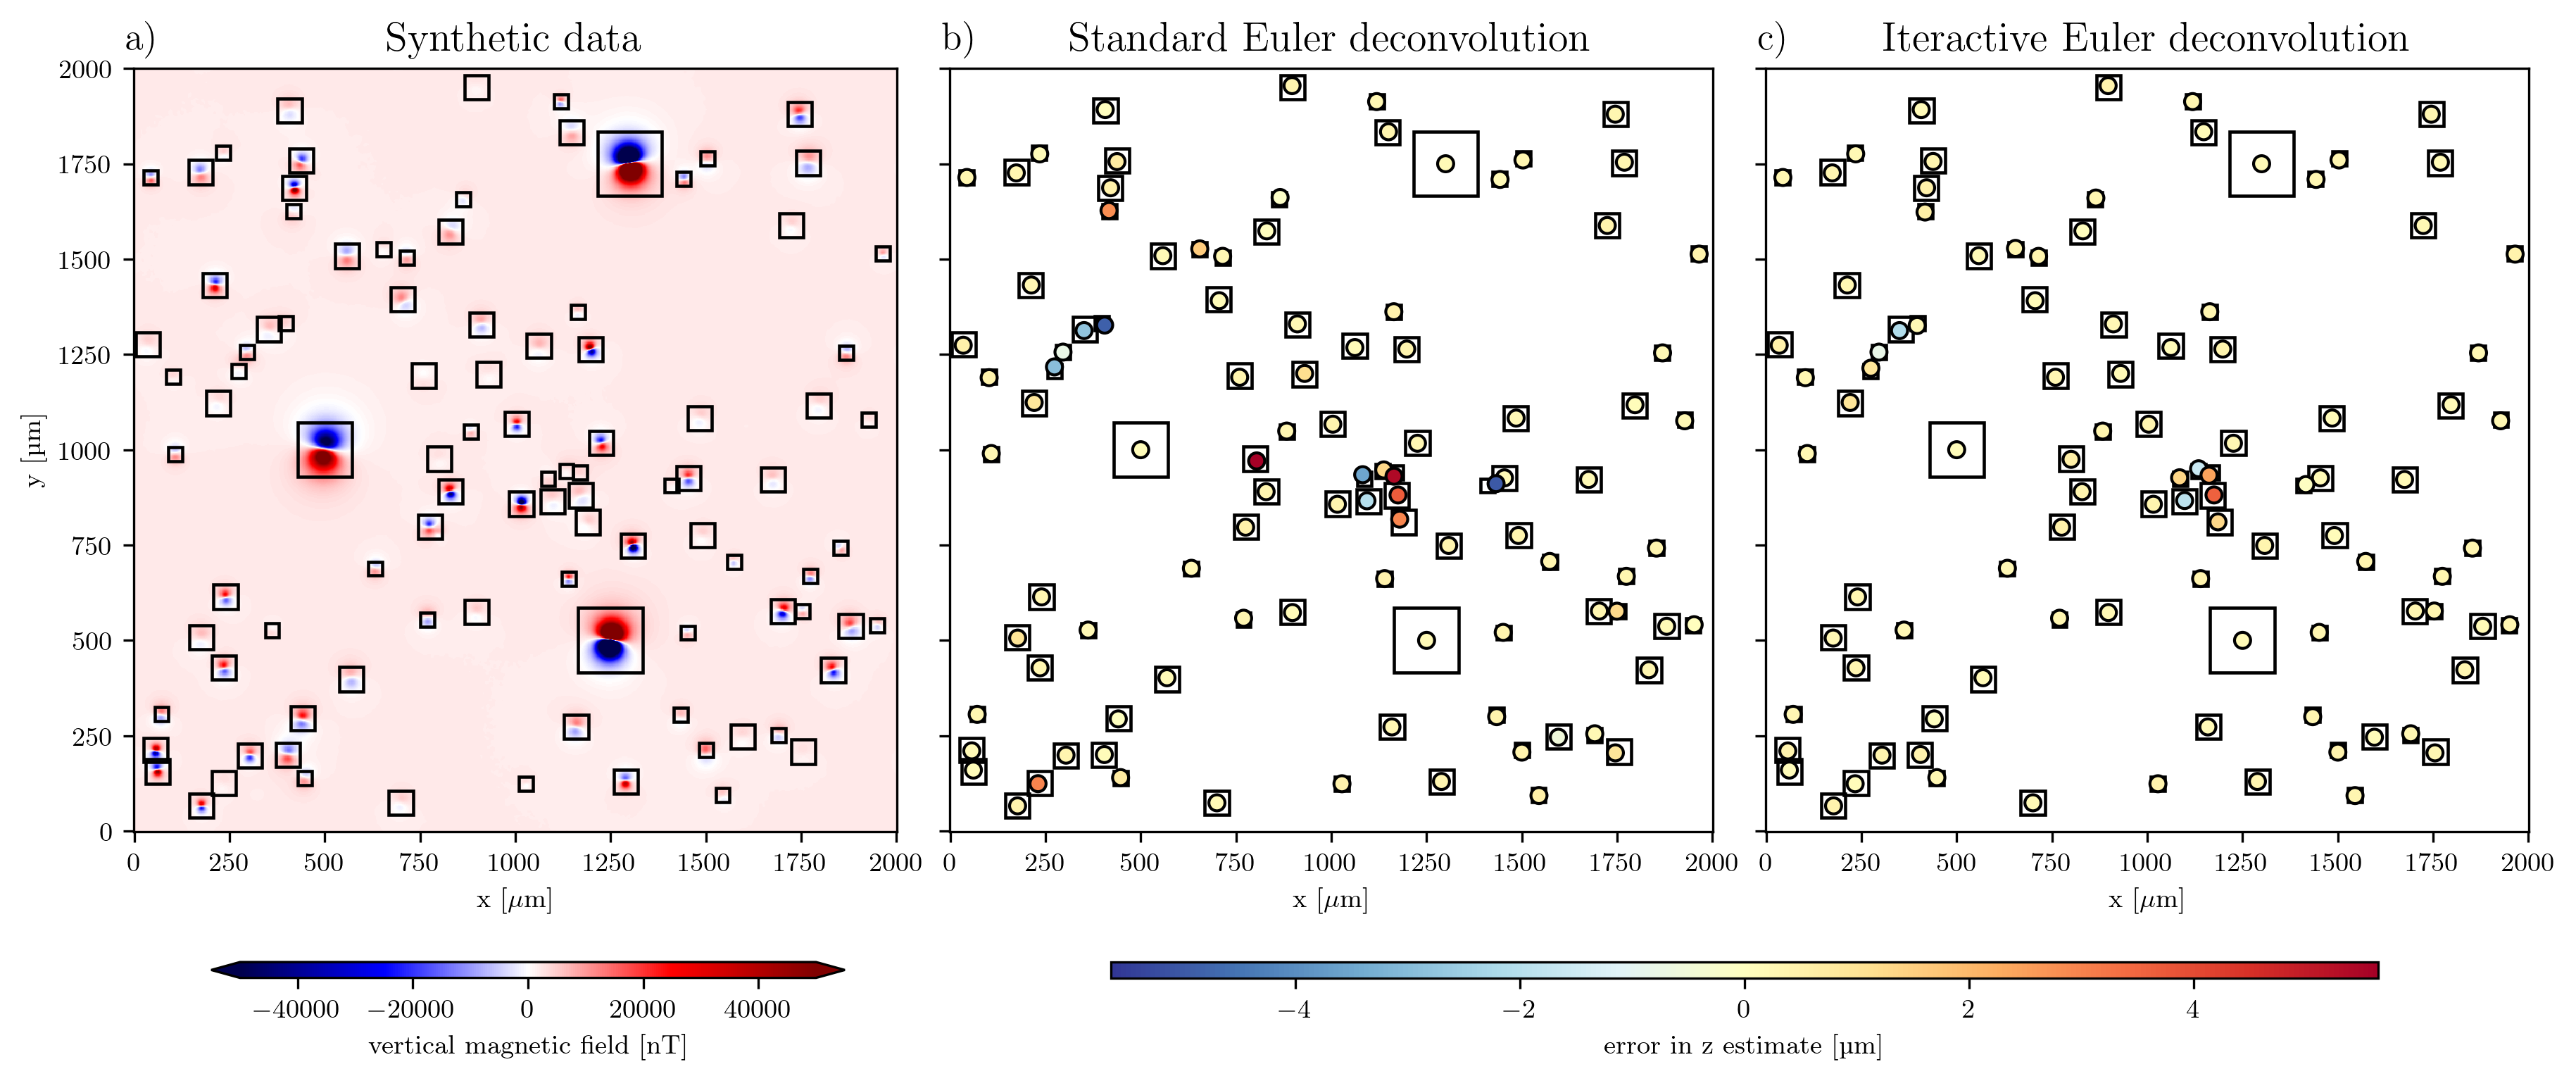 a) Synthetic data
b) Standard Euler deconvolution
c) Iteractive Euler deconvolution
2000
1750
1500
1250
1000
750
500
250
0
y [µm]
0 250 500 750 1000 1250 1500 1750 2000
x [µm]
0 250 500 750 1000 1250 1500 1750 2000
x [µm]
0 250 500 750 1000 1250 1500 1750 2000
x [µm]
−40000 −20000 0 20000 40000
vertical magnetic field [nT]
−4 −2 0 2 4
error in z estimate [µm]